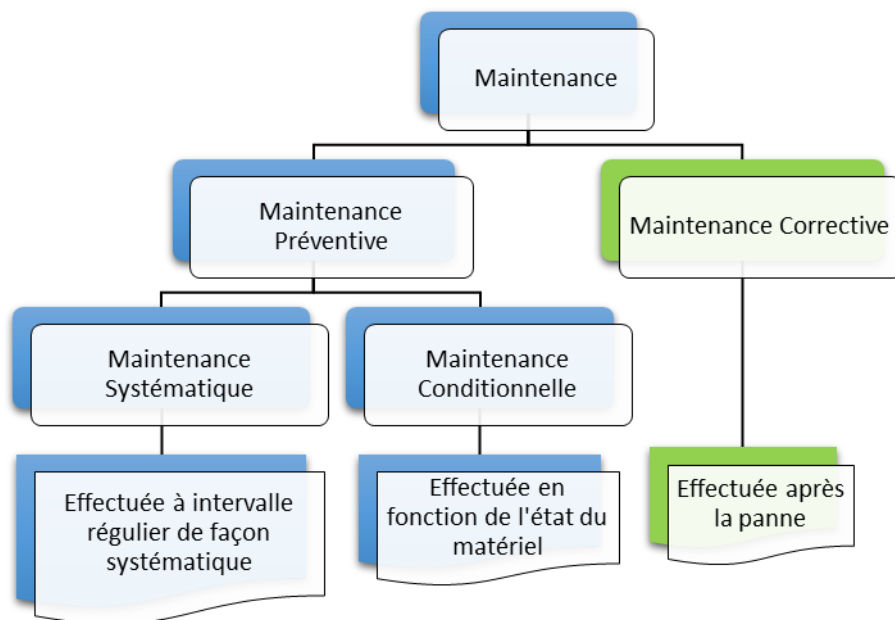 Maintenance
Maintenance
Préventive
Maintenance Corrective
Maintenance
Systématique
Maintenance
Conditionnelle
Effectuée à intervalle
régulier de façon
systématique
Effectuée en
fonction de l'état du
matériel
Effectuée après
la panne